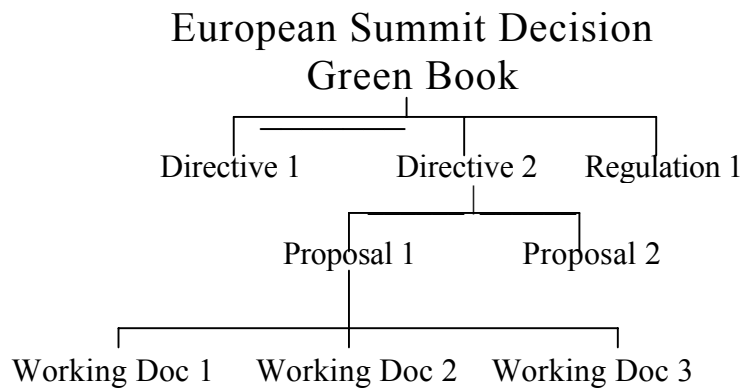 European Summit Decision
Green Book
Directive 1 Directive 2 Regulation 1
Proposal 1 Proposal 2
Working Doc 1 Working Doc 2 Working Doc 3